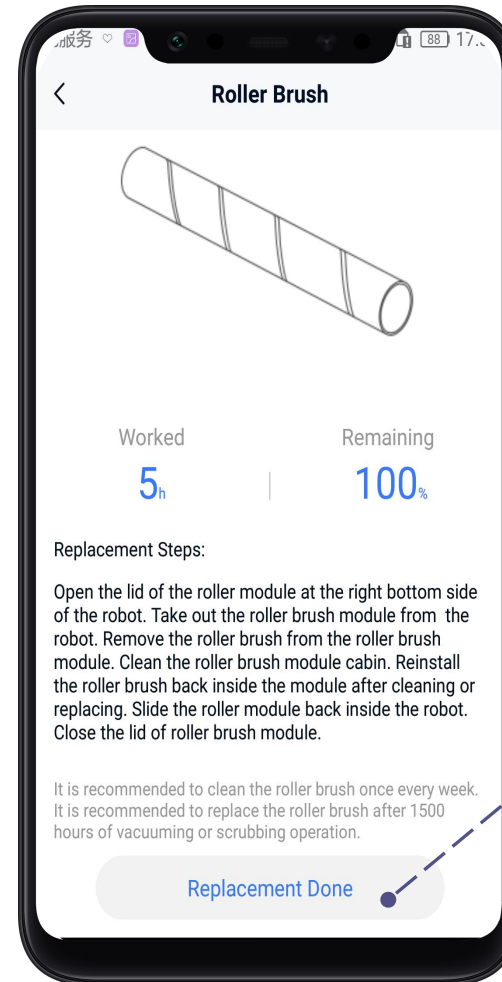 服务 88 17:
Roller Brush
Worked Remaining
5h 100%
Replacement Steps:
Open the lid of the roller module at the right bottom side
of the robot. Take out the roller brush module from the
robot. Remove the roller brush from the roller brush
module. Clean the roller brush module cabin. Reinstall
the roller brush back inside the module after cleaning or
replacing. Slide the roller module back inside the robot.
Close the lid of roller brush module.
It is recommended to clean the roller brush once every week.
It is recommended to replace the roller brush after 1500
hours of vacuuming or scrubbing operation.
Replacement Done